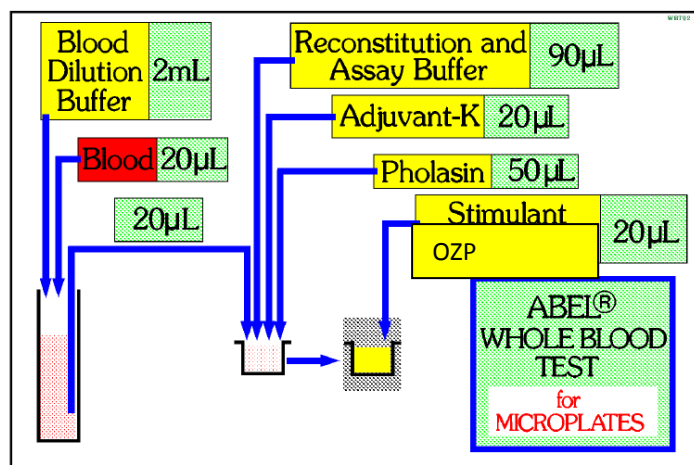 WBT92
Blood
Dilution
Buffer
2mL
Blood
20µL
20µL
Reconstitution and
Assay Buffer
90µL
Adjuvant-K
20µL
Pholasin
50µL
Stimulant
OZP
20µL
ABEL®
WHOLE BLOOD
TEST
for
MICROPLATES